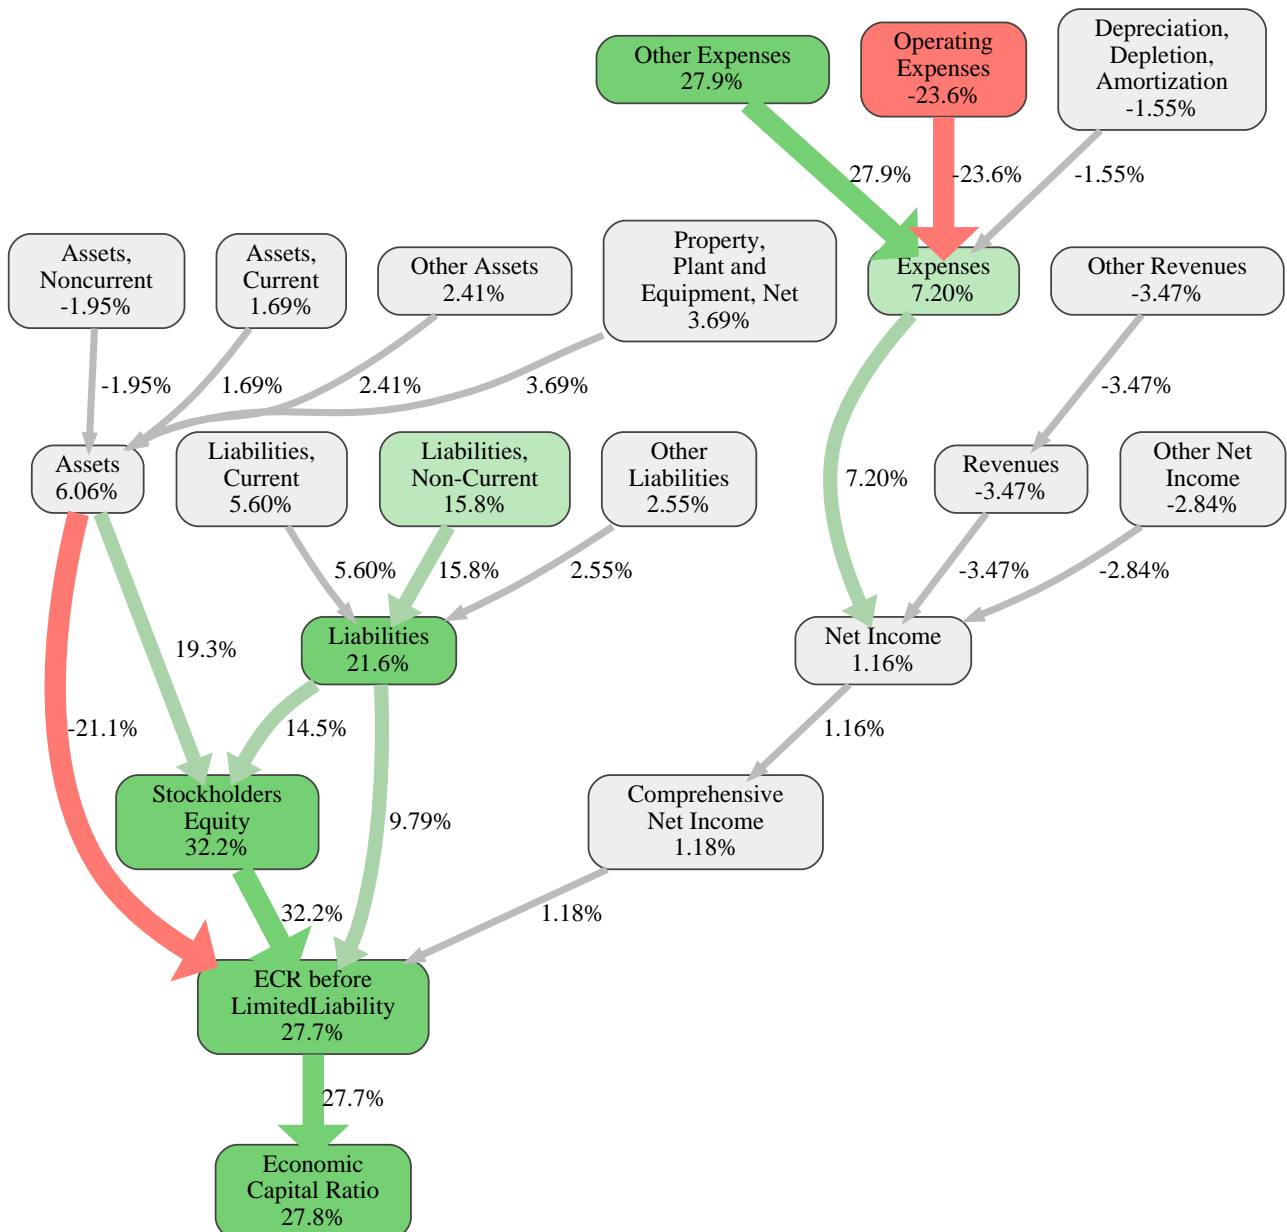 Other Expenses
27.9%
Operating
Expenses
-23.6%
Depreciation,
Depletion,
Amortization
-1.55%
27.9%
-23.6%
-1.55%
Assets,
Noncurrent
-1.95%
Assets,
Current
1.69%
Other Assets
2.41%
Property,
Plant and
Equipment, Net
3.69%
Expenses
7.20%
Other Revenues
-3.47%
-1.95%
1.69%
2.41%
3.69%
-3.47%
Assets
6.06%
Liabilities,
Current
5.60%
Liabilities,
Non-Current
15.8%
Other
Liabilities
2.55%
7.20%
Revenues
-3.47%
Other Net
Income
-2.84%
5.60%
15.8%
2.55%
-3.47%
-2.84%
19.3%
Liabilities
21.6%
Net Income
1.16%
-21.1%
14.5%
1.16%
Stockholders
Equity
32.2%
9.79%
Comprehensive
Net Income
1.18%
32.2%
1.18%
ECR before
LimitedLiability
27.7%
27.7%
Economic
Capital Ratio
27.8%